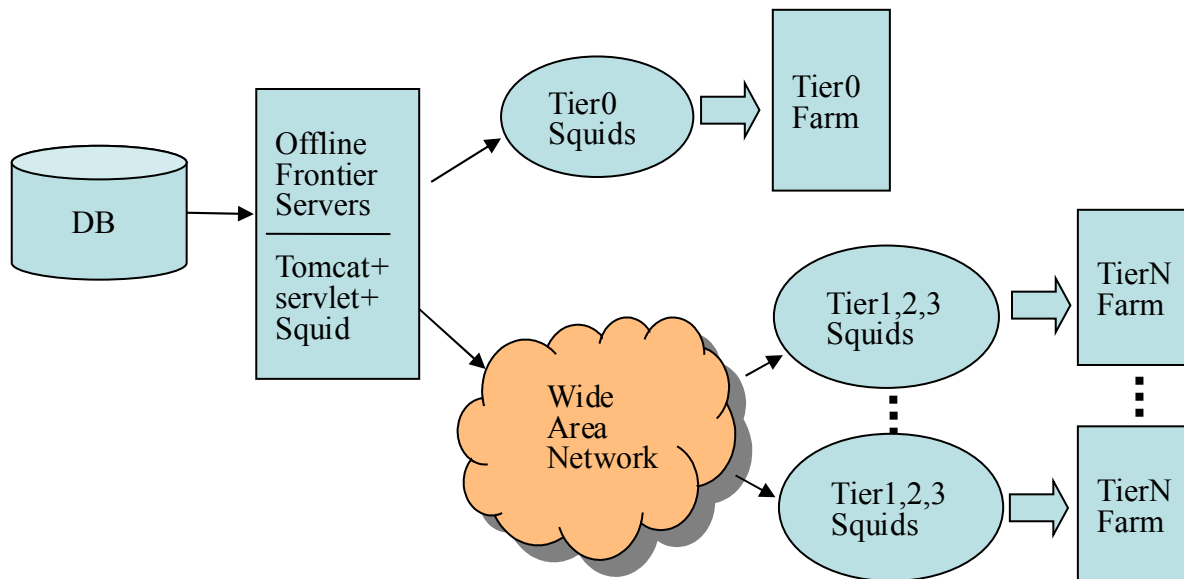 DB
Offline
Frontier
Servers
Tomcat+
servlet+
Squid
Tier0
Squids
Tier0
Farm
Wide
Area
Network
Tier1,2,3
Squids
TierN
Farm
Tier1,2,3
Squids
TierN
Farm